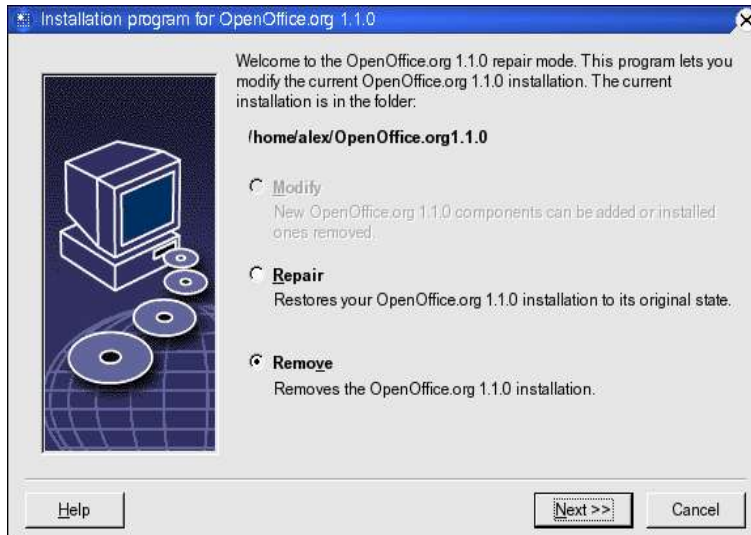 Installation program for OpenOffice.org 1.1.0
Welcome to the OpenOffice.org 1.1.0 repair mode. This program lets you
modify the current OpenOffice.org 1.1.0 installation. The current
installation is in the folder:
/home/alex/OpenOffice.org1.1.0
Modify
New OpenOffice.org 1.1.0 components can be added or installed
ones removed.
Repair
Restores your OpenOffice.org 1.1.0 installation to its original state.
Remove
Removes the OpenOffice.org 1.1.0 installation.
Help
Next >>
Cancel